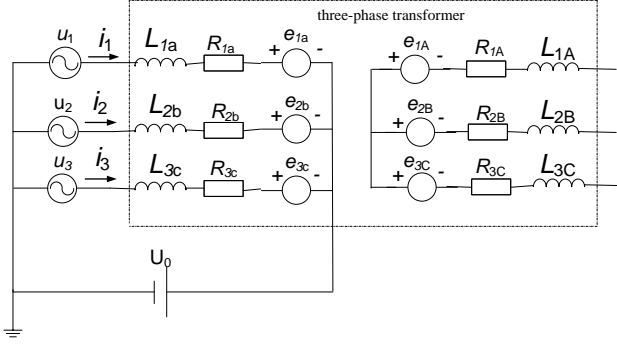 three-phase transformer
u1 i1 L1a R1a + e1a - + e1A - R1A L1A
u2 i2 L2b R2b + e2b - + e2B - R2B L2B
u3 i3 L3c R3c + e3c - + e3C - R3C L3C
U0